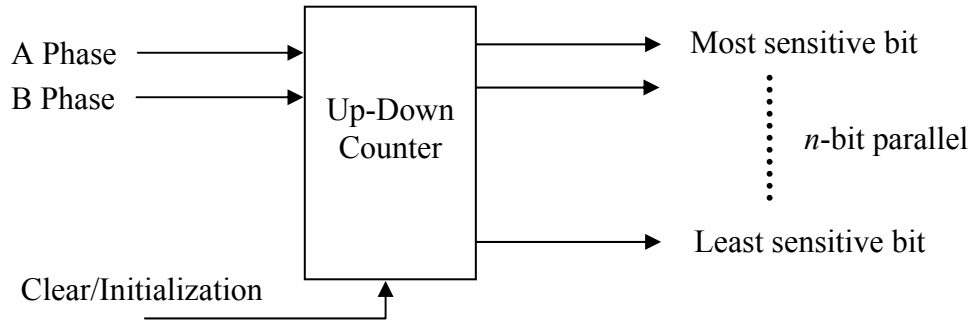 A Phase
B Phase
Up-Down
Counter
Most sensitive bit
n-bit parallel
Least sensitive bit
Clear/Initialization